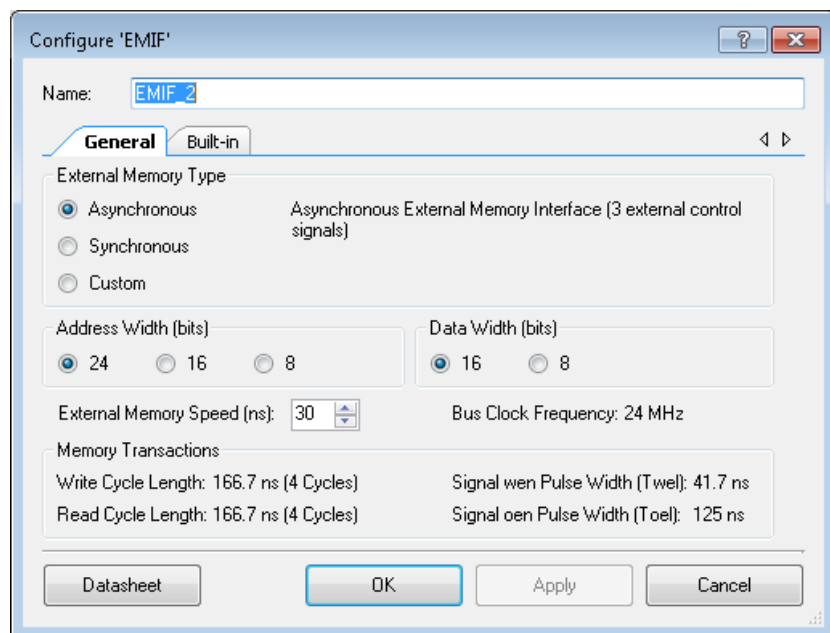 Configure 'EMIF'
?
Name: EMIF_2
General Built-in
External Memory Type
Asynchronous Asynchronous External Memory Interface (3 external control
signals)
Synchronous
Custom
Address Width (bits) Data Width (bits)
24 16 8 16 8
External Memory Speed (ns): 30 Bus Clock Frequency: 24 MHz
Memory Transactions
Write Cycle Length: 166.7 ns (4 Cycles) Signal wen Pulse Width (Twel): 41.7 ns
Read Cycle Length: 166.7 ns (4 Cycles) Signal oen Pulse Width (Toel): 125 ns
Datasheet OK Apply Cancel